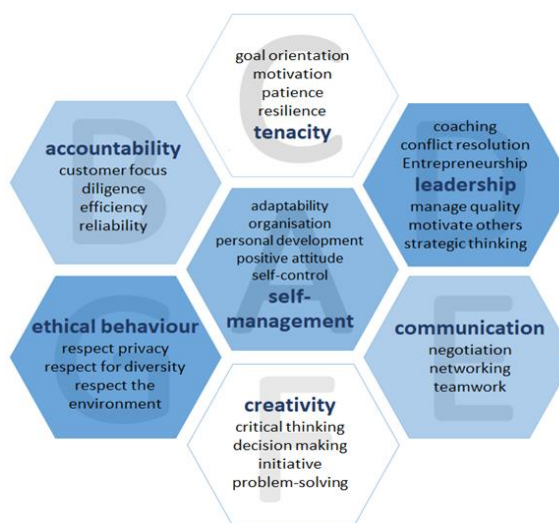 C
goal orientation
motivation
patience
resilience
tenacity
B
accountability
customer focus
diligence
efficiency
reliability
D
coaching
conflict resolution
Entrepreneurship
leadership
manage quality
motivate others
strategic thinking
A
adaptability
organisation
personal development
positive attitude
self-control
self-
management
G
ethical behaviour
respect privacy
respect for diversity
respect the
environment
E
communication
negotiation
networking
teamwork
F
creativity
critical thinking
decision making
initiative
problem-solving